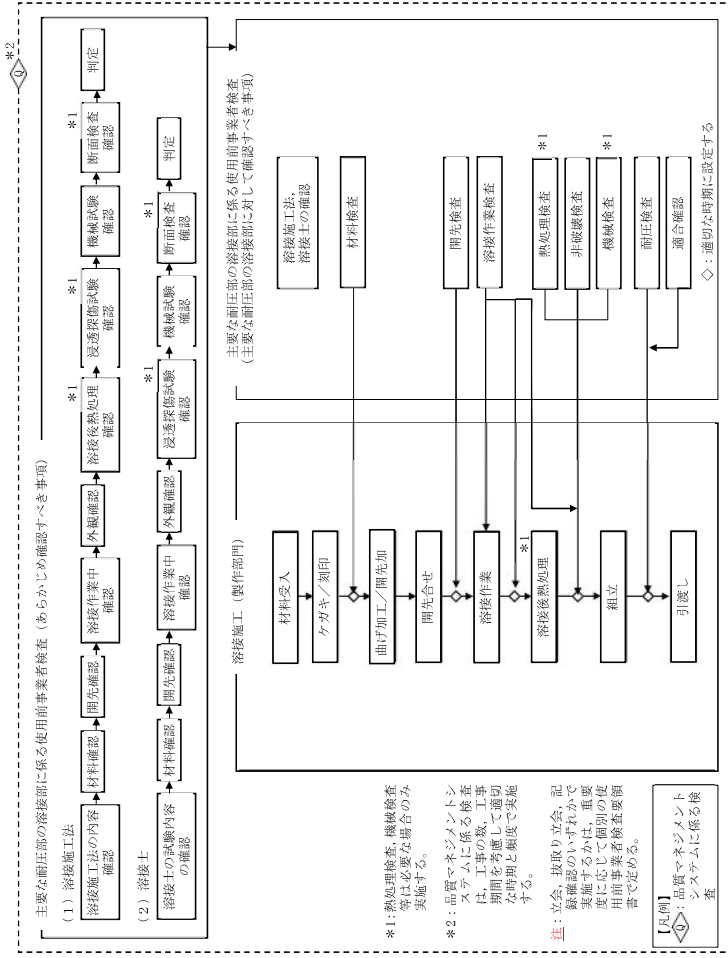 Q
*2
主要な耐圧部の溶接部に係る使用前事業者検査（あらかじめ確認すべき事項）
（1）溶接施工法
溶接施工法の内容
確認
材料確認
開先確認
溶接作業中
確認
外観確認
*1
溶接後熱処理
確認
*1
浸透探傷試験
確認
機械試験
確認
*1
断面検査
確認
判定
（2）溶接士
溶接士の試験内容
の確認
材料確認
開先確認
溶接作業中
確認
外観確認
*1
浸透探傷試験
確認
機械試験
確認
*1
断面検査
確認
判定
溶接施工（製作部門）
材料受入
ケガキ／刻印
曲げ加工／開先加
開先合せ
溶接作業
*1
溶接後熱処理
組立
引渡し
主要な耐圧部の溶接部に係る使用前事業者検査
（主要な耐圧部の溶接部に対して確認すべき事項）
溶接施工法，
溶接士の確認
材料検査
開先検査
溶接作業検査
熱処理検査
*1
非破壊検査
機械検査
*1
耐圧検査
適合確認
◇：適切な時期に設定する
*1：熱処理検査，機械検査
等は必要な場合のみ
実施する。
*2：品質マネジメントシ
ステムに係る検査
は，工事の数，工事
期間を考慮して適切
な時期と頻度で実施
する。
注：立会，抜取り立会，記
録確認のいずれかで
実施するかは，重要
度に応じて個別の使
用前事業者検査要領
書で定める。
【凡例】
Q：品質マネジメント
システムに係る検
査